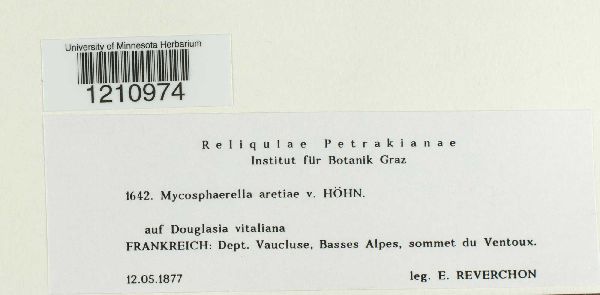 University of Minnesota Herbarium
1210974
Reliqulae Petrakianae
Institut für Botanik Graz
1642. Mycosphaerella aretiae v. HÖHN.
auf Douglasia vitaliana
FRANKREICH: Dept. Vaucluse, Basses Alpes, sommet du Ventoux.
12.05.1877 leg. E. REVERCHON